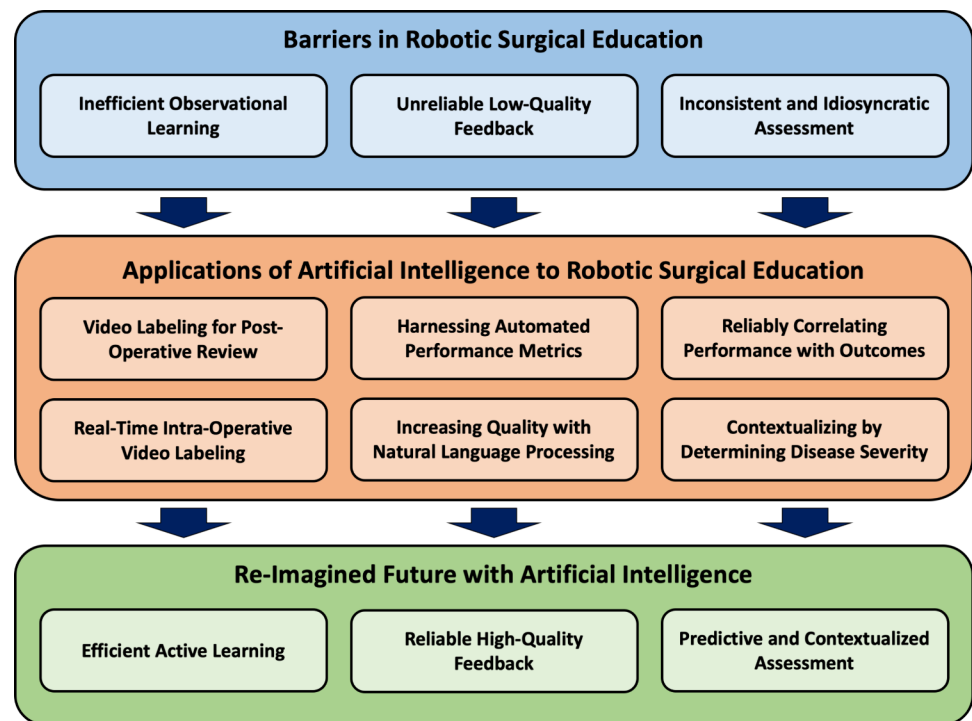 Barriers in Robotic Surgical Education
Inefficient Observational
Learning
Unreliable Low-Quality
Feedback
Inconsistent and Idiosyncratic
Assessment
Applications of Artificial Intelligence to Robotic Surgical Education
Video Labeling for Post-
Operative Review
Harnessing Automated
Performance Metrics
Reliably Correlating
Performance with Outcomes
Real-Time Intra-Operative
Video Labeling
Increasing Quality with
Natural Language Processing
Contextualizing by
Determining Disease Severity
Re-Imagined Future with Artificial Intelligence
Efficient Active Learning
Reliable High-Quality
Feedback
Predictive and Contextualized
Assessment